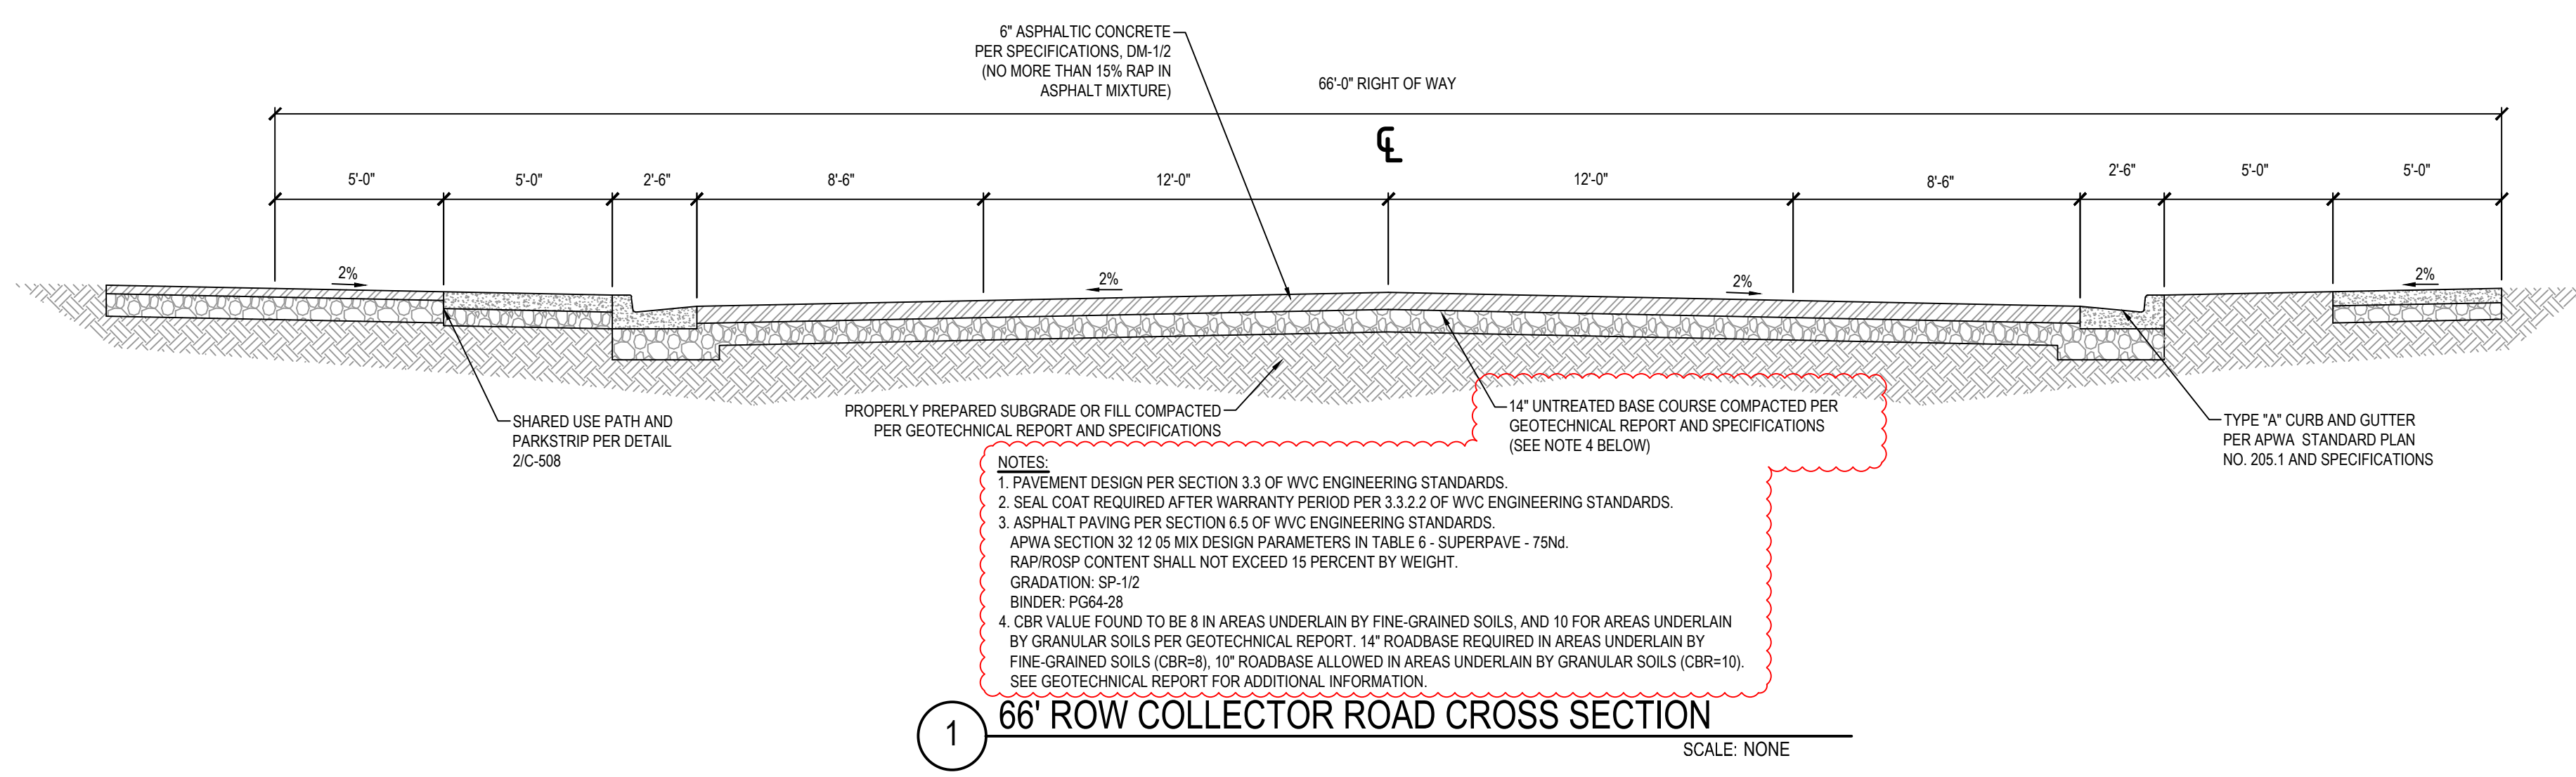 6" ASPHALTIC CONCRETE
PER SPECIFICATIONS, DM-1/2
(NO MORE THAN 15% RAP IN
ASPHALT MIXTURE)
66'-0" RIGHT OF WAY
℄
5'-0"
5'-0"
2'-6"
8'-6"
12'-0"
12'-0"
8'-6"
2'-6"
5'-0"
5'-0"
2%
2%
2%
2%
SHARED USE PATH AND
PARKSTRIP PER DETAIL
2/C-508
PROPERLY PREPARED SUBGRADE OR FILL COMPACTED
PER GEOTECHNICAL REPORT AND SPECIFICATIONS
14" UNTREATED BASE COURSE COMPACTED PER
GEOTECHNICAL REPORT AND SPECIFICATIONS
(SEE NOTE 4 BELOW)
TYPE "A" CURB AND GUTTER
PER APWA STANDARD PLAN
NO. 205.1 AND SPECIFICATIONS
NOTES:
1. PAVEMENT DESIGN PER SECTION 3.3 OF WVC ENGINEERING STANDARDS.
2. SEAL COAT REQUIRED AFTER WARRANTY PERIOD PER 3.3.2.2 OF WVC ENGINEERING STANDARDS.
3. ASPHALT PAVING PER SECTION 6.5 OF WVC ENGINEERING STANDARDS.
APWA SECTION 32 12 05 MIX DESIGN PARAMETERS IN TABLE 6 - SUPERPAVE - 75Nd.
RAP/ROSP CONTENT SHALL NOT EXCEED 15 PERCENT BY WEIGHT.
GRADATION: SP-1/2
BINDER: PG64-28
4. CBR VALUE FOUND TO BE 8 IN AREAS UNDERLAIN BY FINE-GRAINED SOILS, AND 10 FOR AREAS UNDERLAIN
BY GRANULAR SOILS PER GEOTECHNICAL REPORT. 14" ROADBASE REQUIRED IN AREAS UNDERLAIN BY
FINE-GRAINED SOILS (CBR=8), 10" ROADBASE ALLOWED IN AREAS UNDERLAIN BY GRANULAR SOILS (CBR=10).
SEE GEOTECHNICAL REPORT FOR ADDITIONAL INFORMATION.
1
66' ROW COLLECTOR ROAD CROSS SECTION
SCALE: NONE